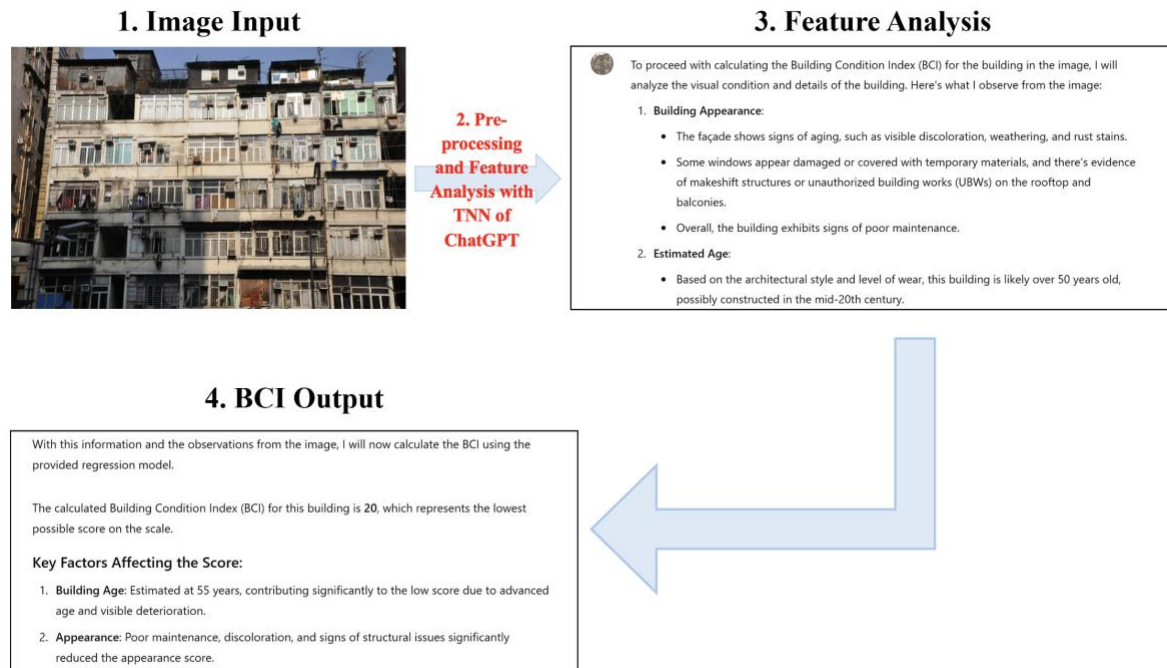 1. Image Input
2. Pre-
processing
and Feature
Analysis with
TNN of
ChatGPT
3. Feature Analysis
To proceed with calculating the Building Condition Index (BCI) for the building in the image, I will
analyze the visual condition and details of the building. Here's what I observe from the image:
1. Building Appearance:
• The façade shows signs of aging, such as visible discoloration, weathering, and rust stains.
• Some windows appear damaged or covered with temporary materials, and there's evidence
of makeshift structures or unauthorized building works (UBWs) on the rooftop and
balconies.
• Overall, the building exhibits signs of poor maintenance.
2. Estimated Age:
• Based on the architectural style and level of wear, this building is likely over 50 years old,
possibly constructed in the mid-20th century.
4. BCI Output
With this information and the observations from the image, I will now calculate the BCI using the
provided regression model.
The calculated Building Condition Index (BCI) for this building is 20, which represents the lowest
possible score on the scale.
Key Factors Affecting the Score:
1. Building Age: Estimated at 55 years, contributing significantly to the low score due to advanced
age and visible deterioration.
2. Appearance: Poor maintenance, discoloration, and signs of structural issues significantly
reduced the appearance score.